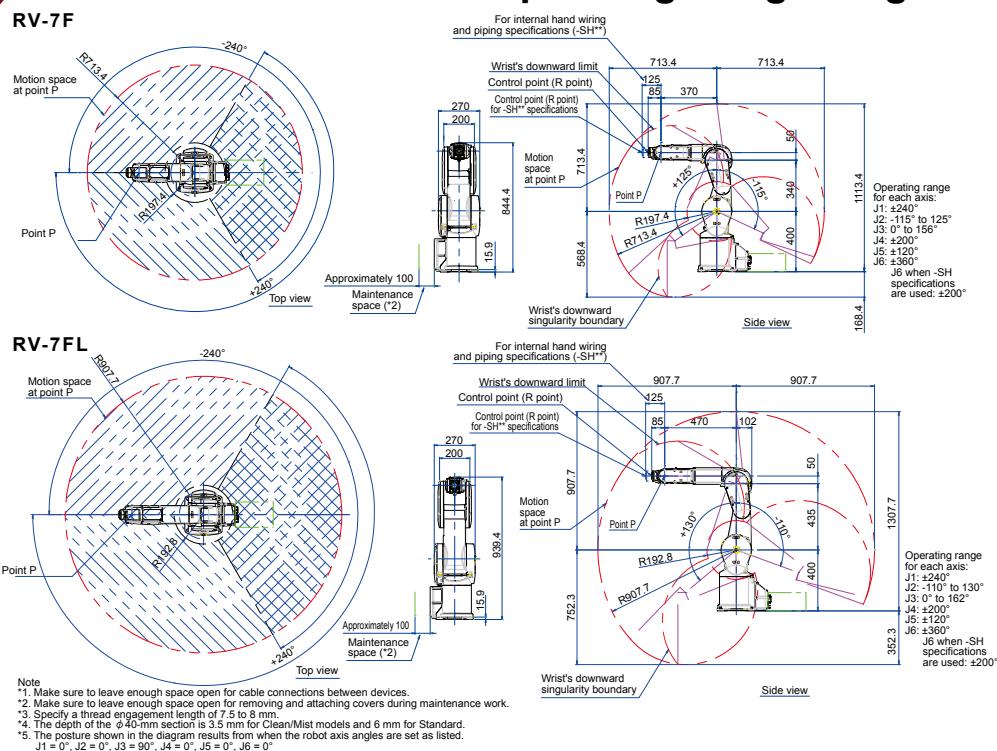 RV-7F
-240°
R713.4
Motion space
at point P
R197.4
Point P
+240°
Top view
270
200
844.4
15.9
Approximately 100
Maintenance
space (*2)
For internal hand wiring
and piping specifications (-SH**)
Wrist's downward limit
125
Control point (R point)
85
370
Control point (R point)
for -SH** specifications
713.4
713.4
50
713.4
Motion
space
at point P
Point P
+125°
-115°
340
1113.4
R197.4
R713.4
400
568.4
168.4
Wrist's downward
singularity boundary
Side view
Operating range
for each axis:
J1: ±240°
J2: -115° to 125°
J3: 0° to 156°
J4: ±200°
J5: ±120°
J6: ±360°
J6 when -SH
specifications
are used: ±200°
RV-7FL
-240°
R907.7
Motion space
at point P
R192.8
Point P
+240°
Top view
270
200
939.4
15.9
Approximately 100
Maintenance
space (*2)
For internal hand wiring
and piping specifications (-SH**)
Wrist's downward limit
125
Control point (R point)
85
470
102
Control point (R point)
for -SH** specifications
907.7
907.7
50
907.7
Motion
space
at point P
Point P
+130°
-110°
435
1307.7
R192.8
R907.7
400
752.3
352.3
Wrist's downward
singularity boundary
Side view
Operating range
for each axis:
J1: ±240°
J2: -110° to 130°
J3: 0° to 162°
J4: ±200°
J5: ±120°
J6: ±360°
J6 when -SH
specifications
are used: ±200°
Note
*1. Make sure to leave enough space open for cable connections between devices.
*2. Make sure to leave enough space open for removing and attaching covers during maintenance work.
*3. Specify a thread engagement length of 7.5 to 8 mm.
*4. The depth of the ϕ40-mm section is 3.5 mm for Clean/Mist models and 6 mm for Standard.
*5. The posture shown in the diagram results from when the robot axis angles are set as listed.
J1 = 0°, J2 = 0°, J3 = 90°, J4 = 0°, J5 = 0°, J6 = 0°